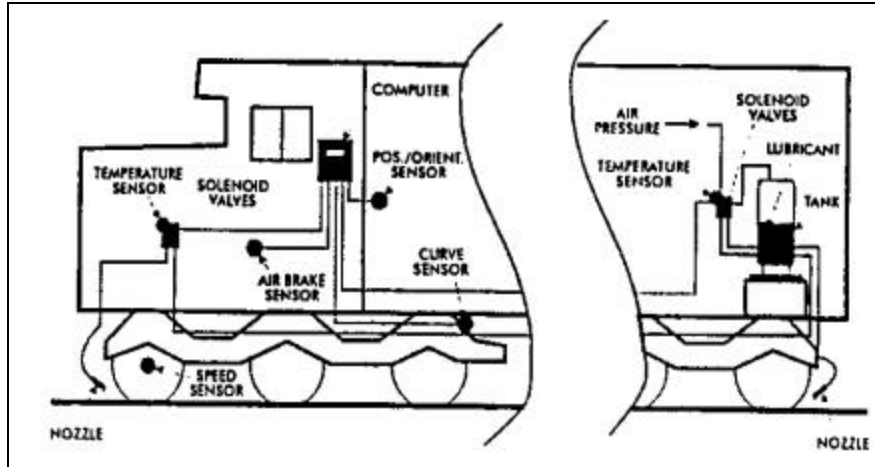 COMPUTER
POS./ORIENT.
SENSOR
TEMPERATURE
SENSOR
SOLENOID
VALVES
AIR BRAKE
SENSOR
CURVE
SENSOR
SPEED
SENSOR
NOZZLE
AIR
PRESSURE
SOLENOID
VALVES
LUBRICANT
TEMPERATURE
SENSOR
TANK
NOZZLE